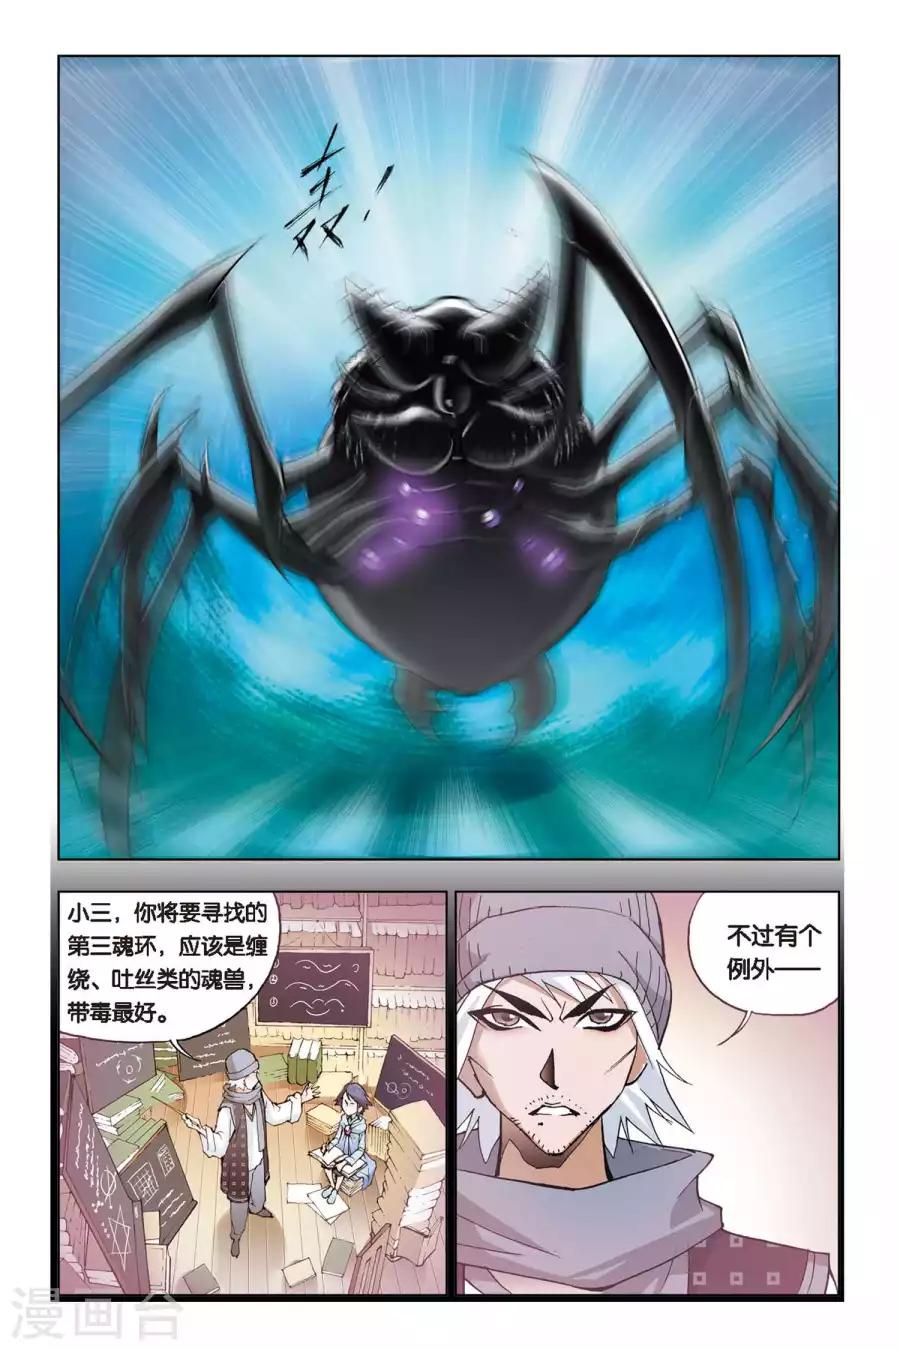 轰！
小三，你将要寻找的
第三魂环，应该是缠
绕、吐丝类的魂兽，
带毒最好。
不过有个
例外——
漫画台